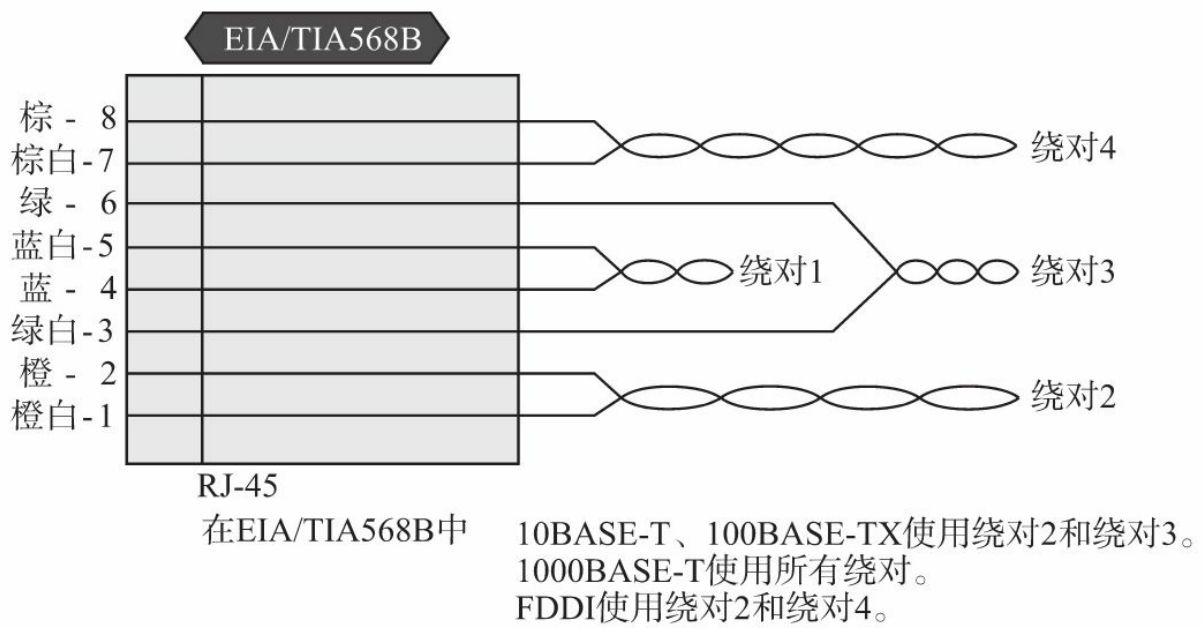 EIA/TIA568B
棕 - 8
棕白-7
绿 - 6
蓝白-5
蓝 - 4
绿白-3
橙 - 2
橙白-1
绕对4
绕对1
绕对3
绕对2
RJ-45
在EIA/TIA568B中
10BASE-T、100BASE-TX使用绕对2和绕对3。
1000BASE-T使用所有绕对。
FDDI使用绕对2和绕对4。